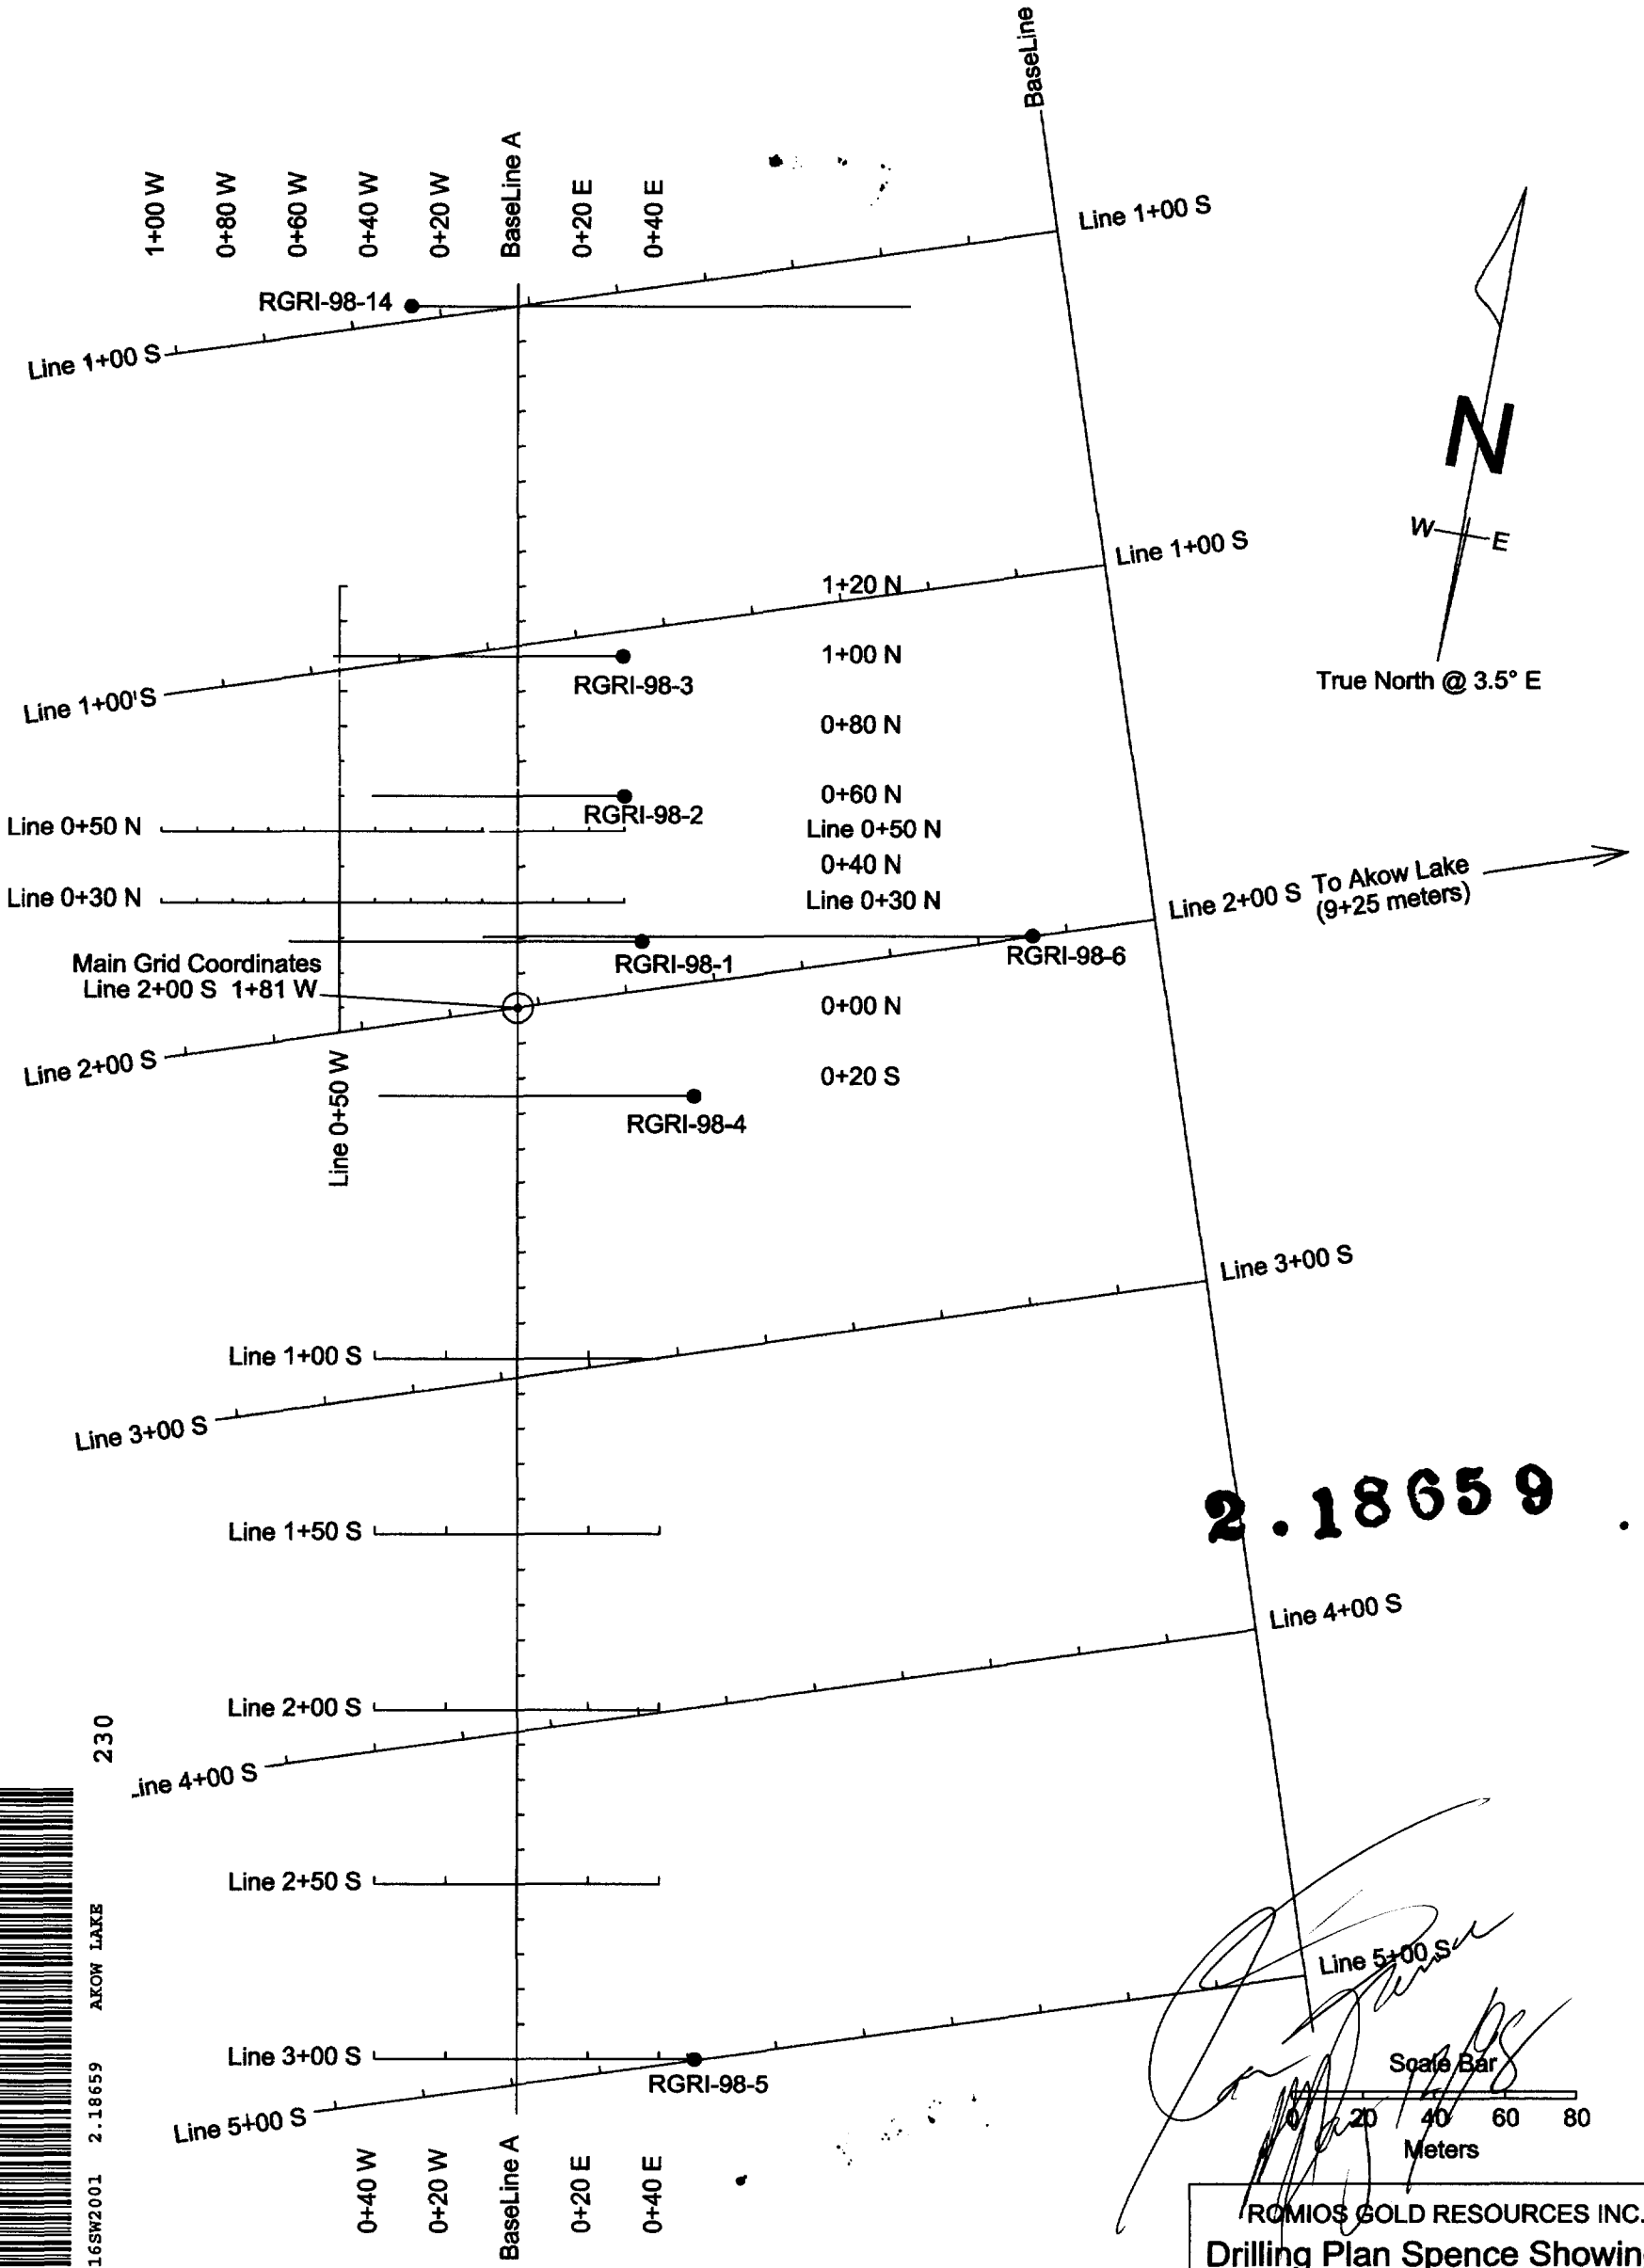 BaseLine
1+00 W
0+80 W
0+60 W
0+40 W
0+20 W
BaseLine A
0+20 E
0+40 E
Line 1+00 S
RGRI-98-14
Line 1+00 S
N
W
E
True North @ 3.5° E
Line 1+00 S
1+20 N
1+00 N
RGRI-98-3
Line 1+00'S
0+80 N
0+60 N
RGRI-98-2
Line 0+50 N
Line 0+50 N
0+40 N
Line 0+30 N
Line 0+30 N
Line 2+00 S
To Akow Lake
(9+25 meters)
RGRI-98-1
RGRI-98-6
Main Grid Coordinates
Line 2+00 S 1+81 W
0+00 N
Line 2+00 S
0+20 S
Line 0+50 W
RGRI-98-4
Line 3+00 S
Line 1+00 S
Line 3+00 S
2.18659
Line 1+50 S
Line 4+00 S
Line 2+00 S
ine 4+00 S
230
Line 2+50 S
Line 5+00 S
Line 3+00 S
RGRI-98-5
Line 5+00 S
Scale Bar
0 20 40 60 80
Meters
0+40 W
0+20 W
BaseLine A
0+20 E
0+40 E
16SW2001 2.18659 AKOW LAKE
ROMIOS GOLD RESOURCES INC.
Drilling Plan Spence Showin